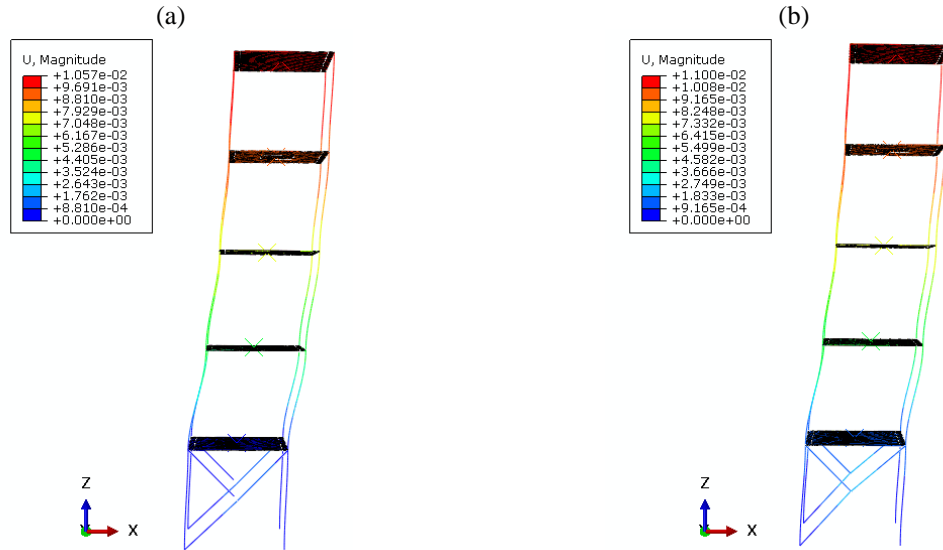 (a)
(b)
U, Magnitude
+1.057e-02
+9.691e-03
+8.810e-03
+7.929e-03
+7.048e-03
+6.167e-03
+5.286e-03
+4.405e-03
+3.524e-03
+2.643e-03
+1.762e-03
+8.810e-04
+0.000e+00
U, Magnitude
+1.100e-02
+1.008e-02
+9.165e-03
+8.248e-03
+7.332e-03
+6.415e-03
+5.499e-03
+4.582e-03
+3.666e-03
+2.749e-03
+1.833e-03
+9.165e-04
+0.000e+00
Z
Y
X
Z
Y
X